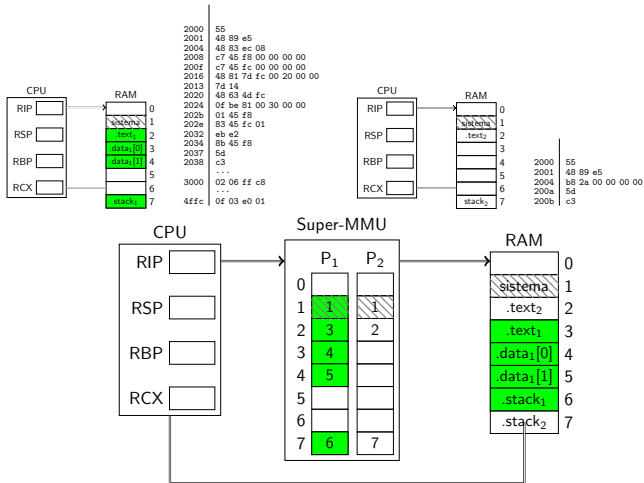 2000 55
2001 48 89 e5
2004 48 83 ec 08
2008 c7 45 f8 00 00 00 00
200f c7 45 fc 00 00 00 00
2016 48 81 7d fc 00 20 00 00
2013 7d 14
2020 48 63 4d fc
2024 0f be 81 00 30 00 00
202b 01 45 f8
202e 83 45 fc 01
2032 eb e2
2034 8b 45 f8
2037 5d
2038 c3
...
3000 02 06 ff c8
...
4ffc 0f 03 e0 01
CPU
RIP
RSP
RBP
RCX
RAM
0
sistema 1
.text₁ 2
.data₁[0] 3
.data₁[1] 4
5
6
stack₁ 7
CPU
RIP
RSP
RBP
RCX
RAM
0
sistema 1
.text₂ 2
3
4
5
6
stack₂ 7
2000 55
2001 48 89 e5
2004 b8 2a 00 00 00 00
200a 5d
200b c3
CPU
RIP
RSP
RBP
RCX
Super-MMU
P₁ P₂
0
1 1 1
2 3 2
3 4
4 5
5
6
7 6 7
RAM
0
sistema 1
.text₂ 2
.text₁ 3
.data₁[0] 4
.data₁[1] 5
.stack₁ 6
.stack₂ 7